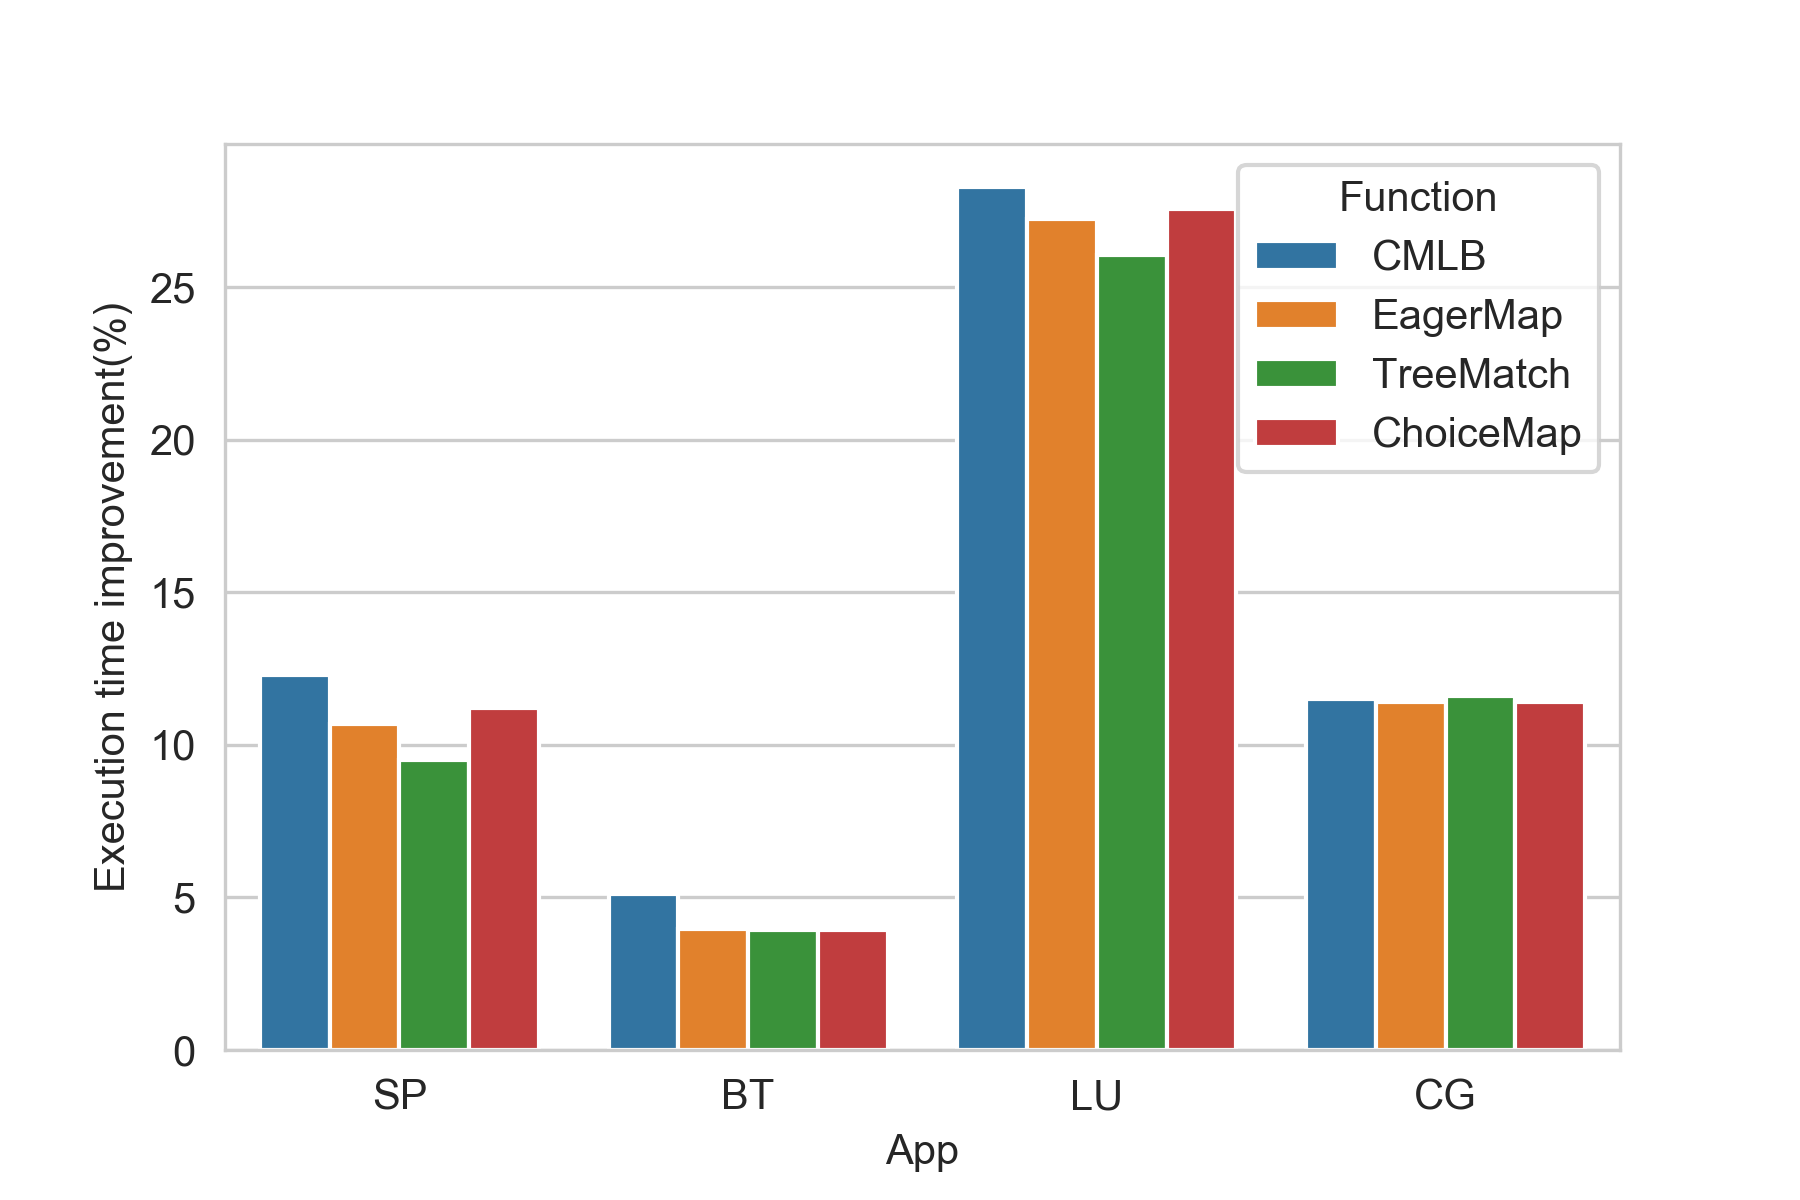 Function
CMLB
EagerMap
TreeMatch
ChoiceMap
Execution time improvement(%)
25
20
15
10
5
0
SP BT LU CG
App